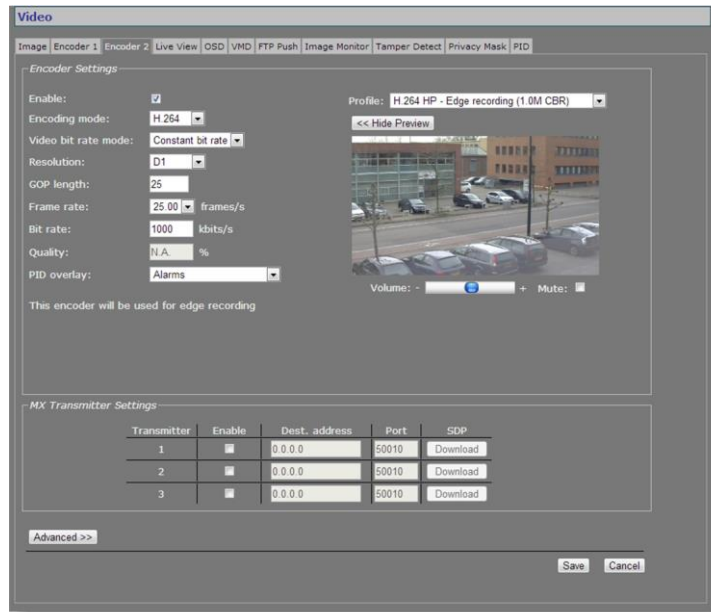 Video
Image Encoder 1 Encoder 2 Live View OSD VMD FTP Push Image Monitor Tamper Detect Privacy Mask PID
Encoder Settings
Enable:
Profile: H.264 HP - Edge recording (1.0M CBR)
Encoding mode: H.264
<< Hide Preview
Video bit rate mode: Constant bit rate
Resolution: D1
GOP length: 25
Frame rate: 25.00 frames/s
Bit rate: 1000 kbits/s
Quality: N.A. %
PID overlay: Alarms
Volume: - + Mute:
This encoder will be used for edge recording
MX Transmitter Settings
Transmitter Enable Dest. address Port SDP
1 0.0.0.0 50010 Download
2 0.0.0.0 50010 Download
3 0.0.0.0 50010 Download
Advanced >>
Save Cancel